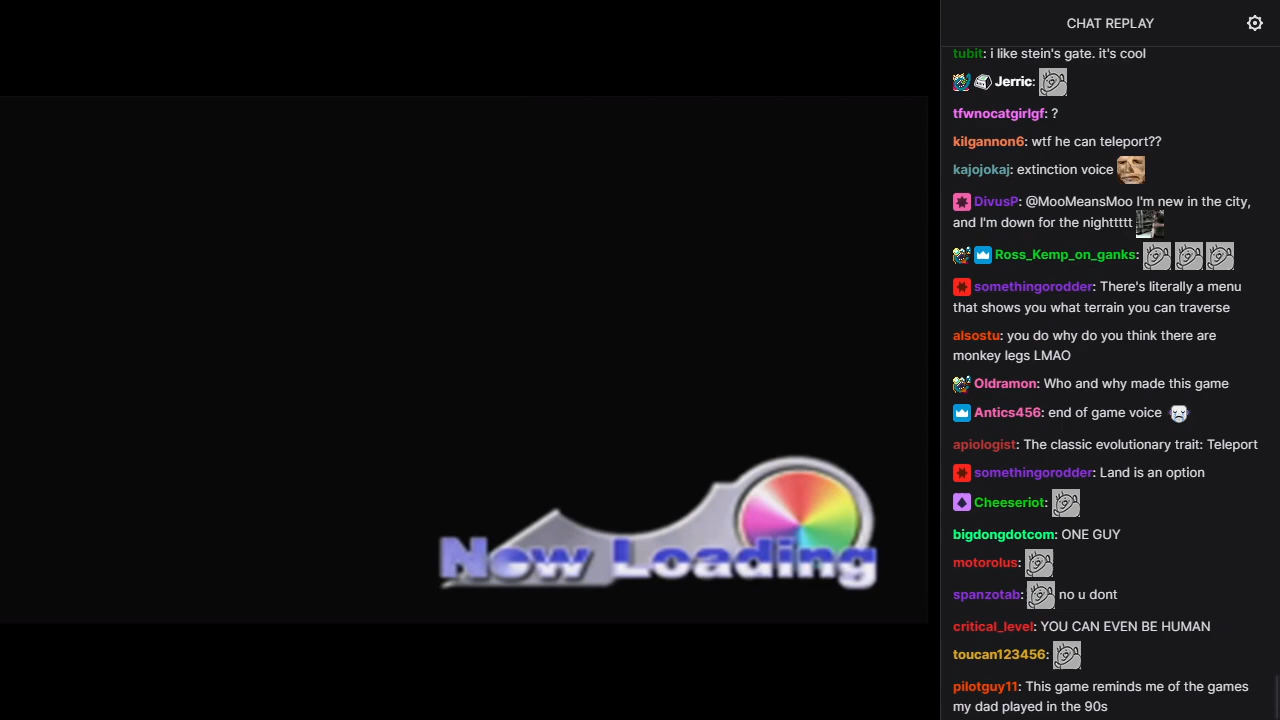 CHAT REPLAY
tubit: i like stein's gate. it's cool
Jerric:
tfwnocatgirlgf: ?
kilgannon6: wtf he can teleport??
kajojokaj: extinction voice
DivusP: @MooMeansMoo I'm new in the city,
and I'm down for the nighttttt
Ross_Kemp_on_ganks:
somethingorodder: There's literally a menu
that shows you what terrain you can traverse
alsostu: you do why do you think there are
monkey legs LMAO
Oldramon: Who and why made this game
Antics456: end of game voice
apiologist: The classic evolutionary trait: Teleport
somethingorodder: Land is an option
Cheeseriot:
bigdongdotcom: ONE GUY
motorolus:
spanzotab: no u dont
critical_level: YOU CAN EVEN BE HUMAN
toucan123456:
pilotguy11: This game reminds me of the games
my dad played in the 90s
Now Loading